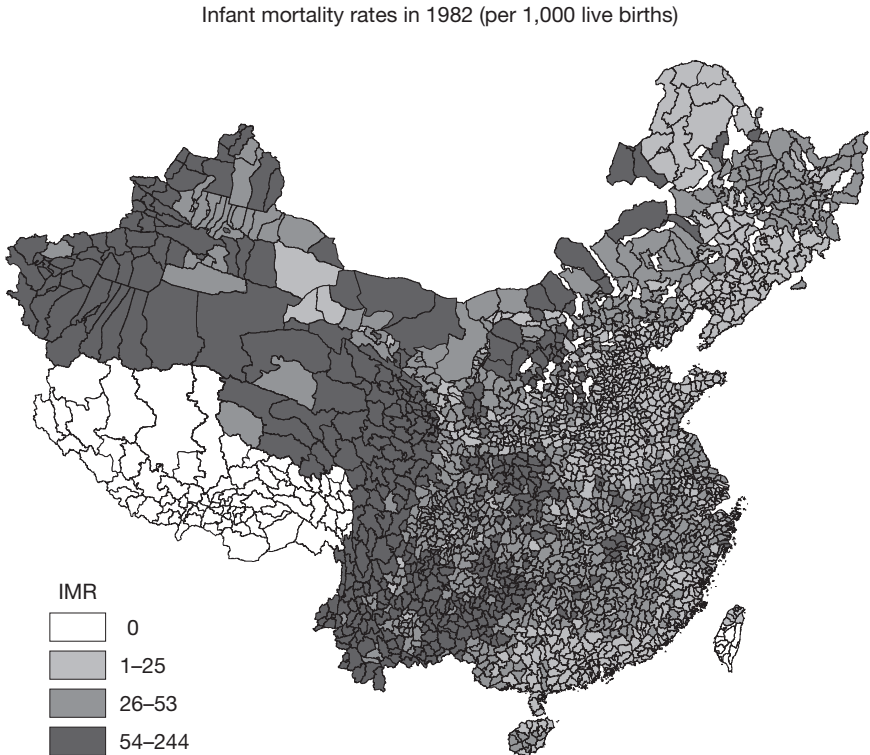 Infant mortality rates in 1982 (per 1,000 live births)
IMR
0
1–25
26–53
54–244